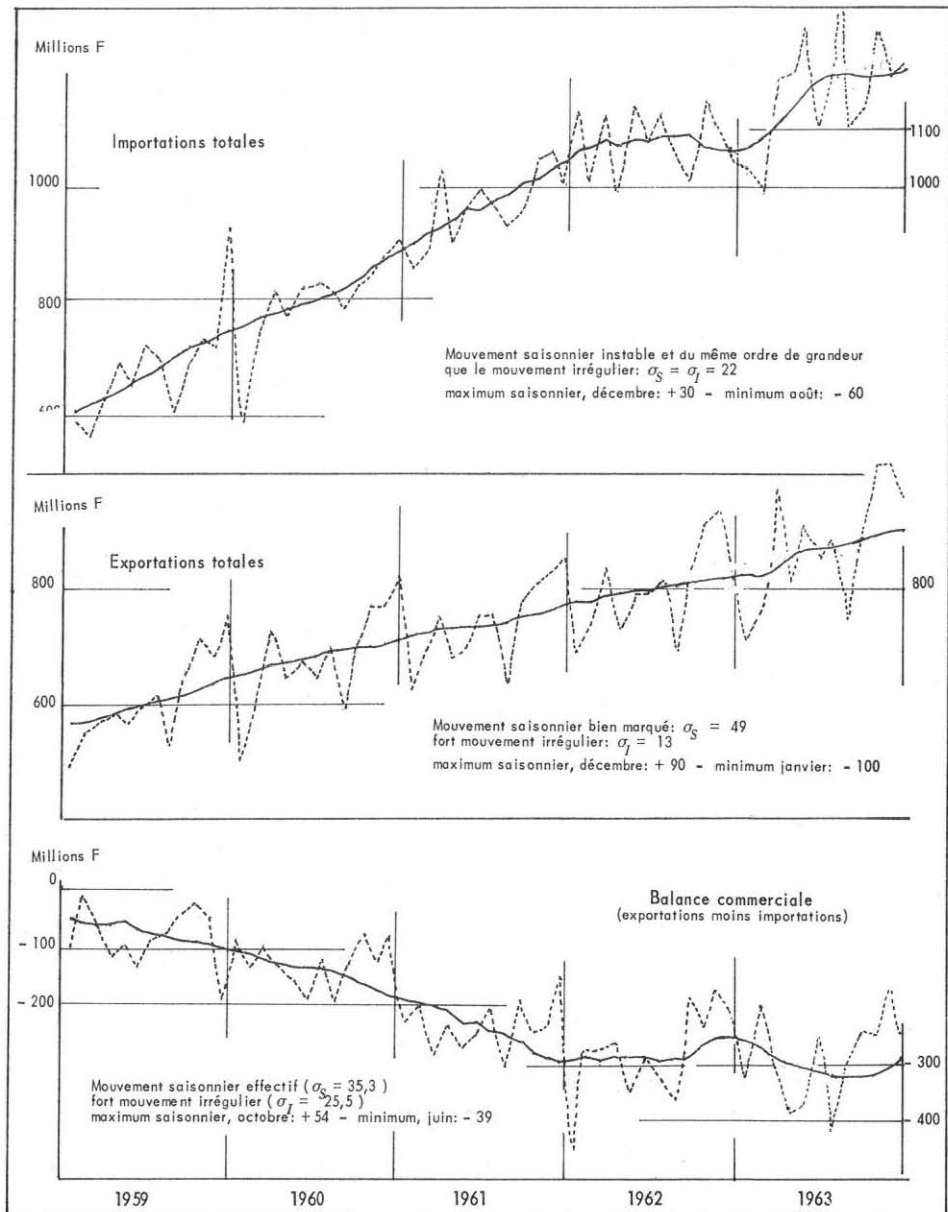 Millions F
Importations totales
1000
800
1100
1000
Mouvement saisonnier instable et du même ordre de grandeur
que le mouvement irrégulier: σS = σI = 22
maximum saisonnier, décembre: +30 – minimum août: - 60
Millions F
Exportations totales
800
600
800
Mouvement saisonnier bien marqué: σS = 49
fort mouvement irrégulier: σI = 13
maximum saisonnier, décembre: + 90 – minimum janvier: - 100
Millions F
0
- 100
- 200
Balance commerciale
(exportations moins importations)
- 300
- 400
Mouvement saisonnier effectif ( σS = 35,3 )
fort mouvement irrégulier ( σI = 25,5 )
maximum saisonnier, octobre: +54 – minimum, juin: - 39
1959 1960 1961 1962 1963